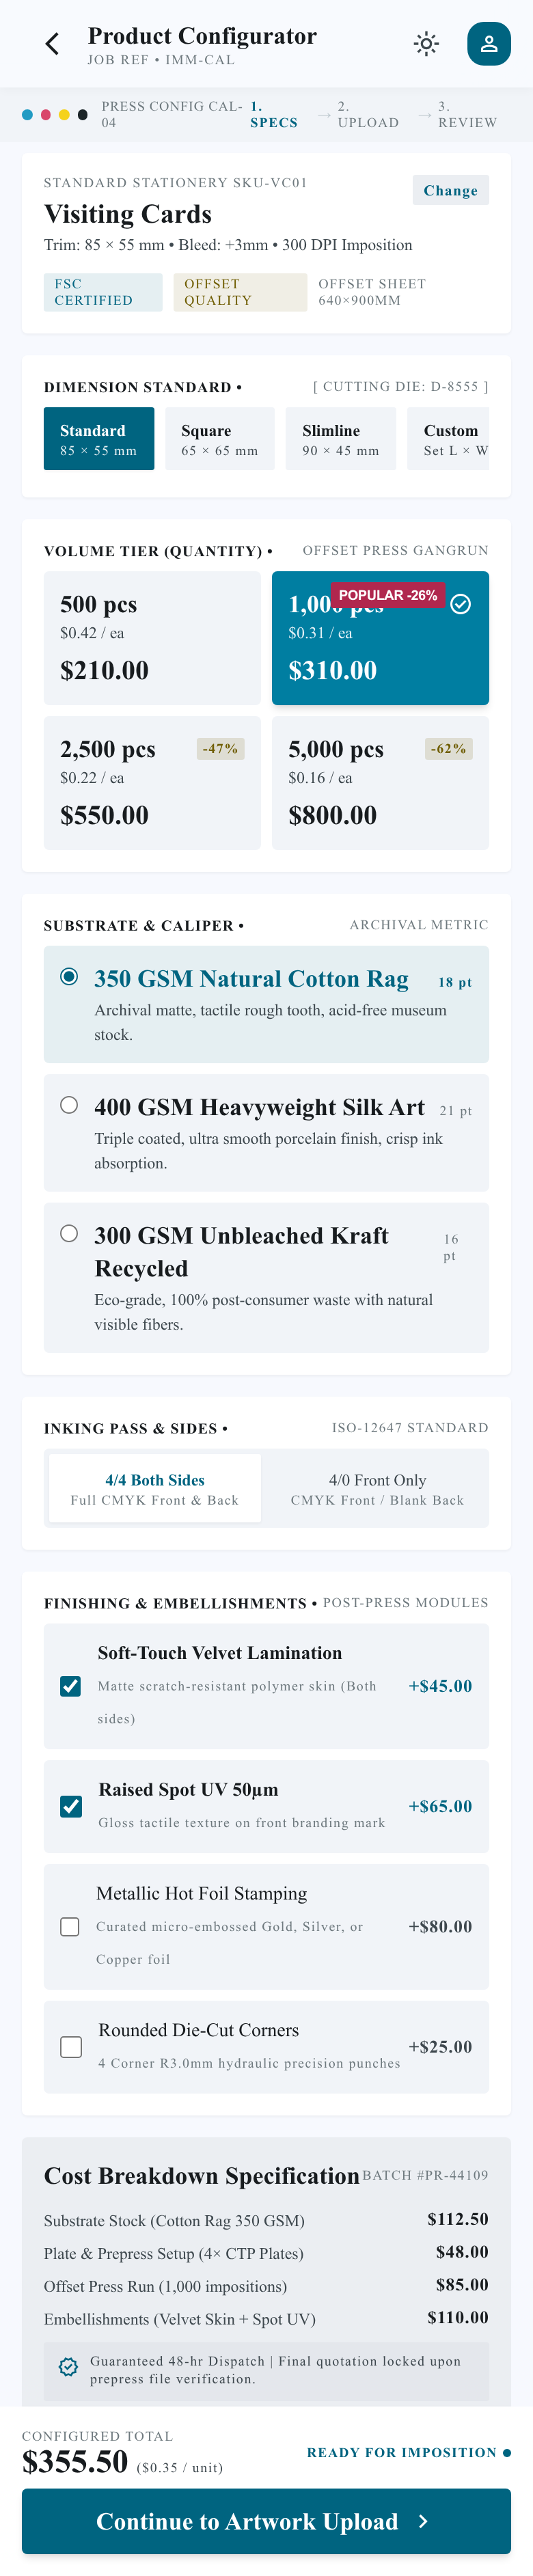 Product Configurator
JOB REF • IMM-CAL
PRESS CONFIG CAL-04
1. SPECS → 2. UPLOAD → 3. REVIEW
STANDARD STATIONERY SKU-VC01
Change
Visiting Cards
Trim: 85 × 55 mm • Bleed: +3mm • 300 DPI Imposition
FSC CERTIFIED
OFFSET QUALITY
OFFSET SHEET 640×900MM
DIMENSION STANDARD •
[ CUTTING DIE: D-8555 ]
Standard
85 × 55 mm
Square
65 × 65 mm
Slimline
90 × 45 mm
Custom
Set L × W
VOLUME TIER (QUANTITY) •
OFFSET PRESS GANGRUN
500 pcs
$0.42 / ea
$210.00
POPULAR -26%
1,000 pcs
$0.31 / ea
$310.00
2,500 pcs
-47%
$0.22 / ea
$550.00
5,000 pcs
-62%
$0.16 / ea
$800.00
SUBSTRATE & CALIPER •
ARCHIVAL METRIC
350 GSM Natural Cotton Rag
18 pt
Archival matte, tactile rough tooth, acid-free museum
stock.
400 GSM Heavyweight Silk Art
21 pt
Triple coated, ultra smooth porcelain finish, crisp ink
absorption.
300 GSM Unbleached Kraft
Recycled
16 pt
Eco-grade, 100% post-consumer waste with natural
visible fibers.
INKING PASS & SIDES •
ISO-12647 STANDARD
4/4 Both Sides
Full CMYK Front & Back
4/0 Front Only
CMYK Front / Blank Back
FINISHING & EMBELLISHMENTS •
POST-PRESS MODULES
Soft-Touch Velvet Lamination
Matte scratch-resistant polymer skin (Both
sides)
+$45.00
Raised Spot UV 50µm
Gloss tactile texture on front branding mark
+$65.00
Metallic Hot Foil Stamping
Curated micro-embossed Gold, Silver, or
Copper foil
+$80.00
Rounded Die-Cut Corners
4 Corner R3.0mm hydraulic precision punches
+$25.00
Cost Breakdown Specification
BATCH #PR-44109
Substrate Stock (Cotton Rag 350 GSM)
$112.50
Plate & Prepress Setup (4× CTP Plates)
$48.00
Offset Press Run (1,000 impositions)
$85.00
Embellishments (Velvet Skin + Spot UV)
$110.00
Guaranteed 48-hr Dispatch | Final quotation locked upon
prepress file verification.
CONFIGURED TOTAL
$355.50 ($0.35 / unit)
READY FOR IMPOSITION •
Continue to Artwork Upload